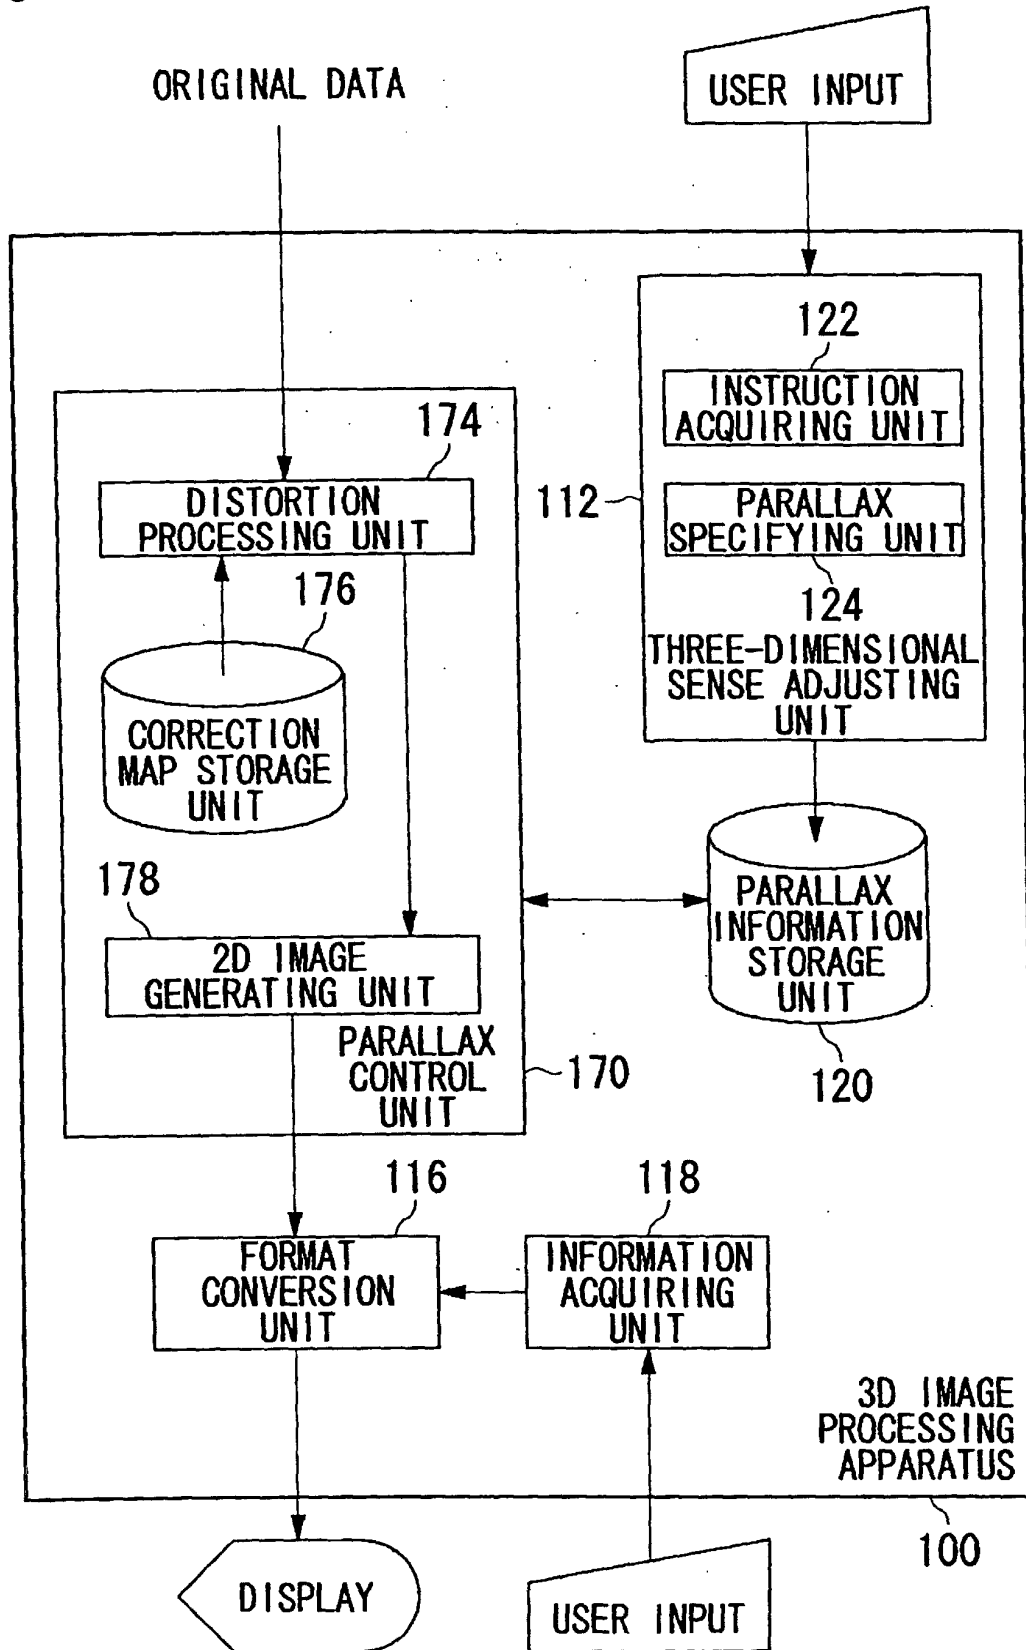 ORIGINAL DATA
USER INPUT
122
INSTRUCTION
ACQUIRING UNIT
174
DISTORTION
PROCESSING UNIT
112
PARALLAX
SPECIFYING UNIT
124
THREE-DIMENSIONAL
SENSE ADJUSTING
UNIT
176
CORRECTION
MAP STORAGE
UNIT
178
2D IMAGE
GENERATING UNIT
PARALLAX
CONTROL
UNIT
170
PARALLAX
INFORMATION
STORAGE
UNIT
120
116
FORMAT
CONVERSION
UNIT
118
INFORMATION
ACQUIRING
UNIT
3D IMAGE
PROCESSING
APPARATUS
100
DISPLAY
USER INPUT